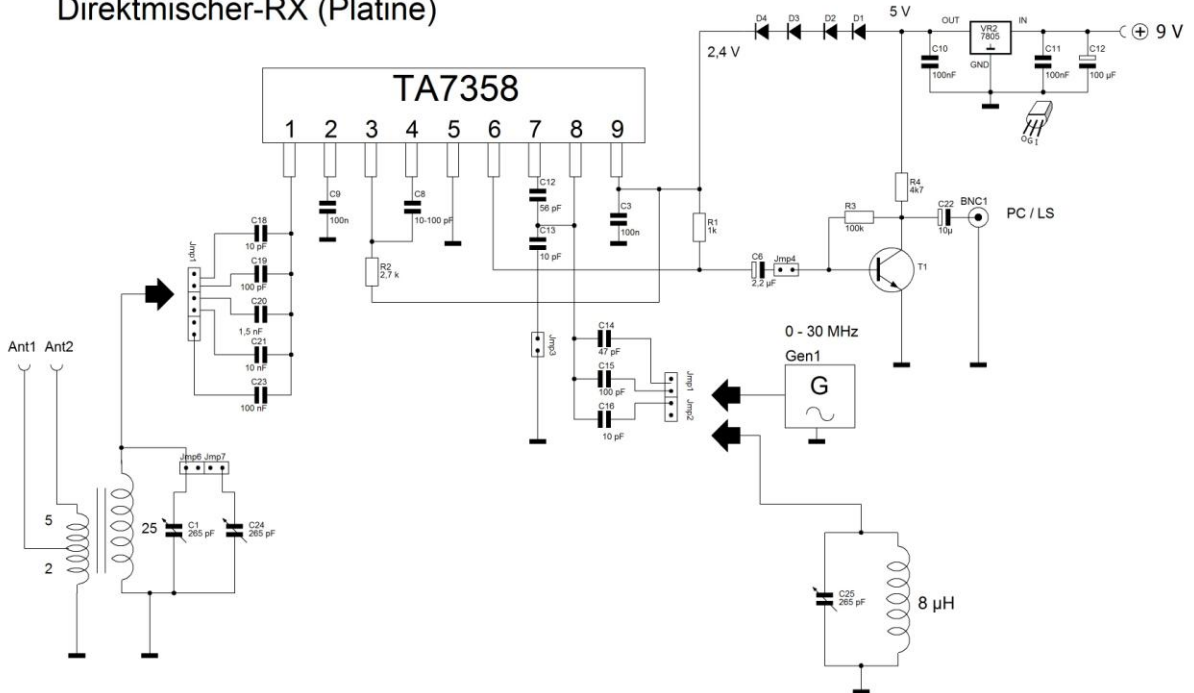 Direktmischer-RX (Platine)
D4 D3 D2 D1
5 V
OUT
VR2
7805
IN
GND
9 V
2,4 V
C10
100nF
C11
100nF
C12
100 µF
O G I
TA7358
1 2 3 4 5 6 7 8 9
C9
100n
C8
10-100 pF
C12
56 pF
C13
10 pF
C3
100n
R1
1k
R2
2,7 k
R4
4k7
R3
100k
C22
10µ
BNC1
PC / LS
C6
2,2 µF
Jmp4
T1
Jmp1
C18
10 pF
C19
100 pF
C20
1,5 nF
C21
10 nF
C23
100 nF
Jmp3
C14
47 pF
C15
100 pF
C16
10 pF
Jmp1
Jmp2
0 - 30 MHz
Gen1
G
Ant1 Ant2
Jmp6 Jmp7
5
2
25
C1
265 pF
C24
265 pF
C25
265 pF
8 µH